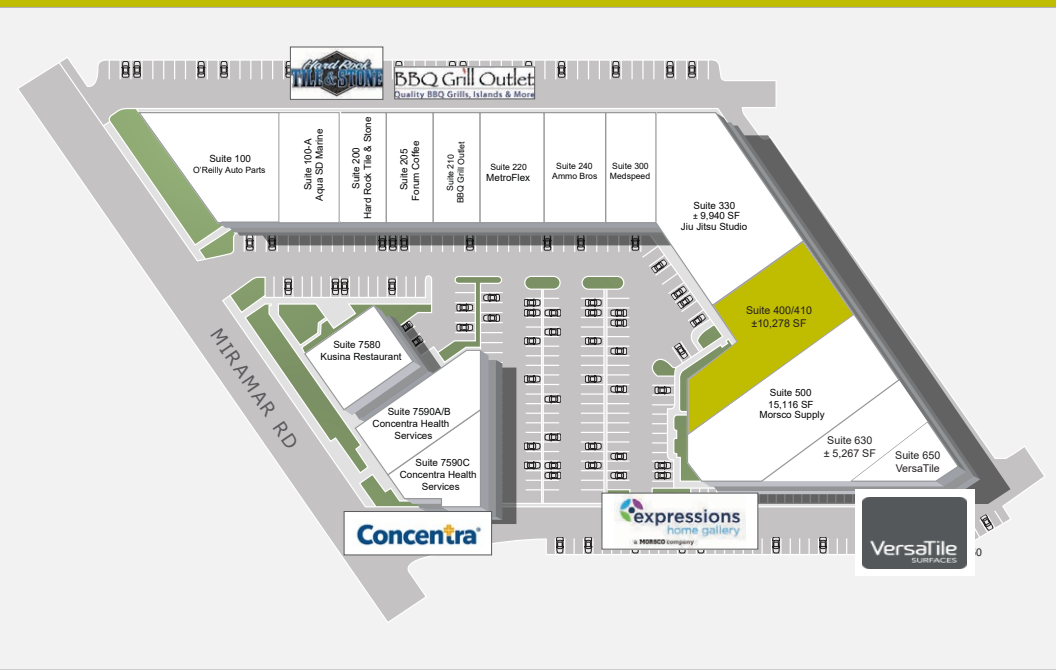 Hard Rock
TILE & STONE
BBQ Grill Outlet
Quality BBQ Grills, Islands & More
Suite 100
O'Reilly Auto Parts
Suite 100-A
Aqua SD Marine
Suite 200
Hard Rock Tile & Stone
Suite 205
Forum Coffee
Suite 210
BBQ Grill Outlet
Suite 220
MetroFlex
Suite 240
Ammo Bros
Suite 300
Medspeed
Suite 330
± 9,940 SF
Jiu Jitsu Studio
Suite 400/410
±10,278 SF
Suite 500
15,116 SF
Morsco Supply
Suite 630
± 5,267 SF
Suite 650
VersaTile
Suite 7580
Kusina Restaurant
Suite 7590A/B
Concentra Health
Services
Suite 7590C
Concentra Health
Services
MIRAMAR RD
Concentra
expressions
home gallery
a MORSCO company
VersaTile
SURFACES